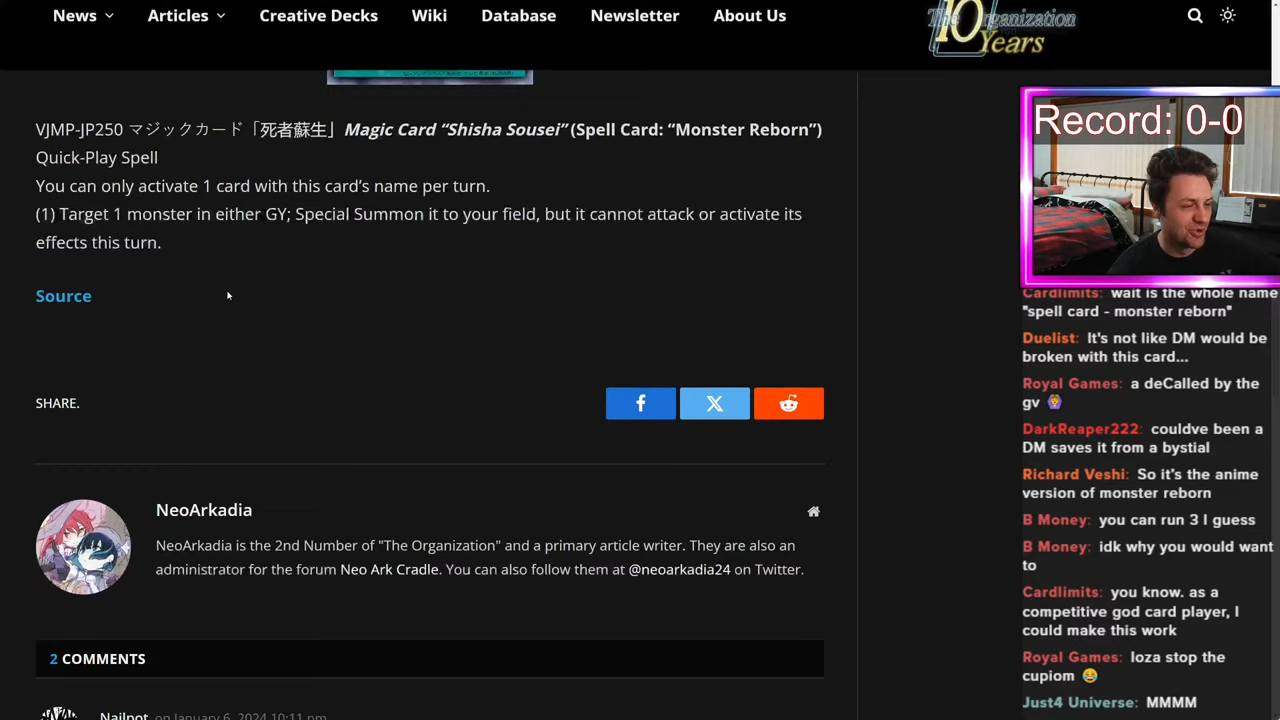 News
Articles
Creative Decks
Wiki
Database
Newsletter
About Us
The Organization
10
Years
VJMP-JP250 マジックカード「死者蘇生」Magic Card “Shisha Sousei” (Spell Card: “Monster Reborn”)
Quick-Play Spell
You can only activate 1 card with this card’s name per turn.
(1) Target 1 monster in either GY; Special Summon it to your field, but it cannot attack or activate its
effects this turn.
Source
SHARE.
NeoArkadia
NeoArkadia is the 2nd Number of "The Organization" and a primary article writer. They are also an
administrator for the forum Neo Ark Cradle. You can also follow them at @neoarkadia24 on Twitter.
2 COMMENTS
Nailpot on January 6, 2024 10:11 pm
Record: 0-0
Cardlimits: wait is the whole name
"spell card - monster reborn"
Duelist: It's not like DM would be
broken with this card...
Royal Games: a deCalled by the
gv 🙆
DarkReaper222: couldve been a
DM saves it from a bystial
Richard Veshi: So it's the anime
version of monster reborn
B Money: you can run 3 I guess
B Money: idk why you would want
to
Cardlimits: you know. as a
competitive god card player, I
could make this work
Royal Games: loza stop the
cupiom 😂
Just4 Universe: MMMM